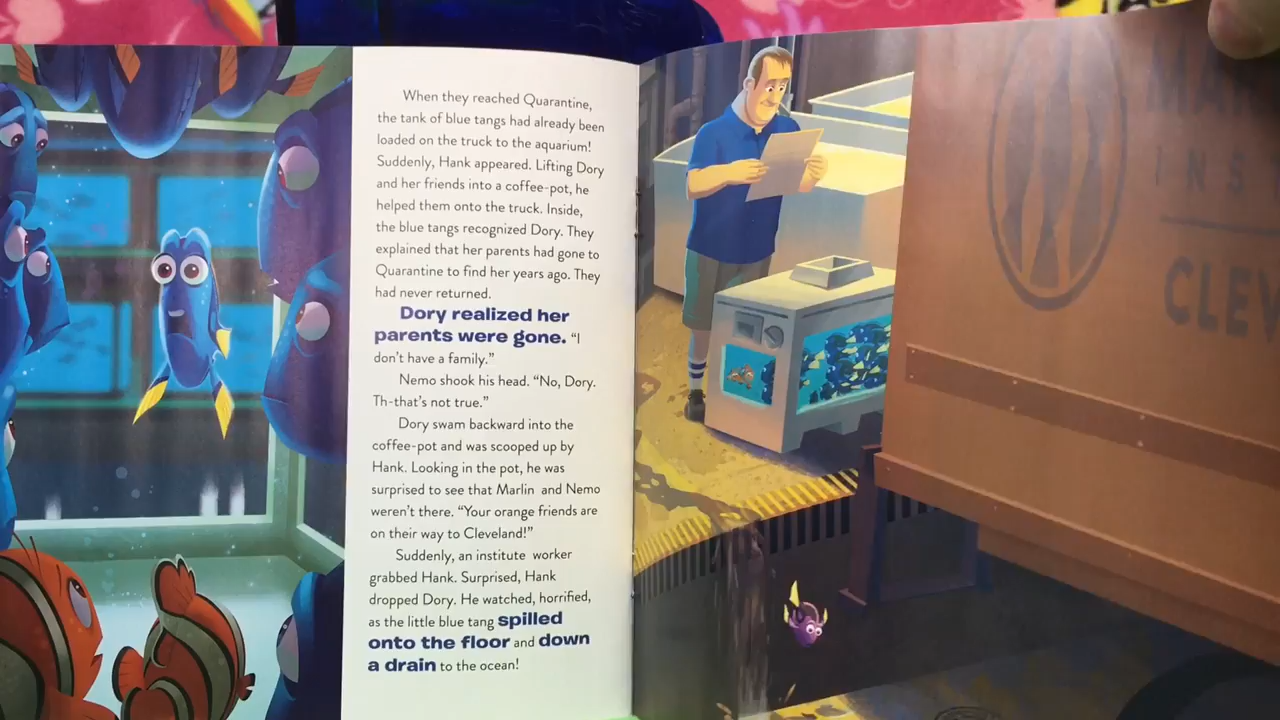 When they reached Quarantine,
the tank of blue tangs had already been
loaded on the truck to the aquarium!
Suddenly, Hank appeared. Lifting Dory
and her friends into a coffee-pot, he
helped them onto the truck. Inside,
the blue tangs recognized Dory. They
explained that her parents had gone to
Quarantine to find her years ago. They
had never returned.
Dory realized her
parents were gone. “I
don’t have a family.”
Nemo shook his head. “No, Dory.
Th-that’s not true.”
Dory swam backward into the
coffee-pot and was scooped up by
Hank. Looking in the pot, he was
surprised to see that Marlin and Nemo
weren’t there. “Your orange friends are
on their way to Cleveland!”
Suddenly, an institute worker
grabbed Hank. Surprised, Hank
dropped Dory. He watched, horrified,
as the little blue tang spilled
onto the floor and down
a drain to the ocean!
INS
CLEV